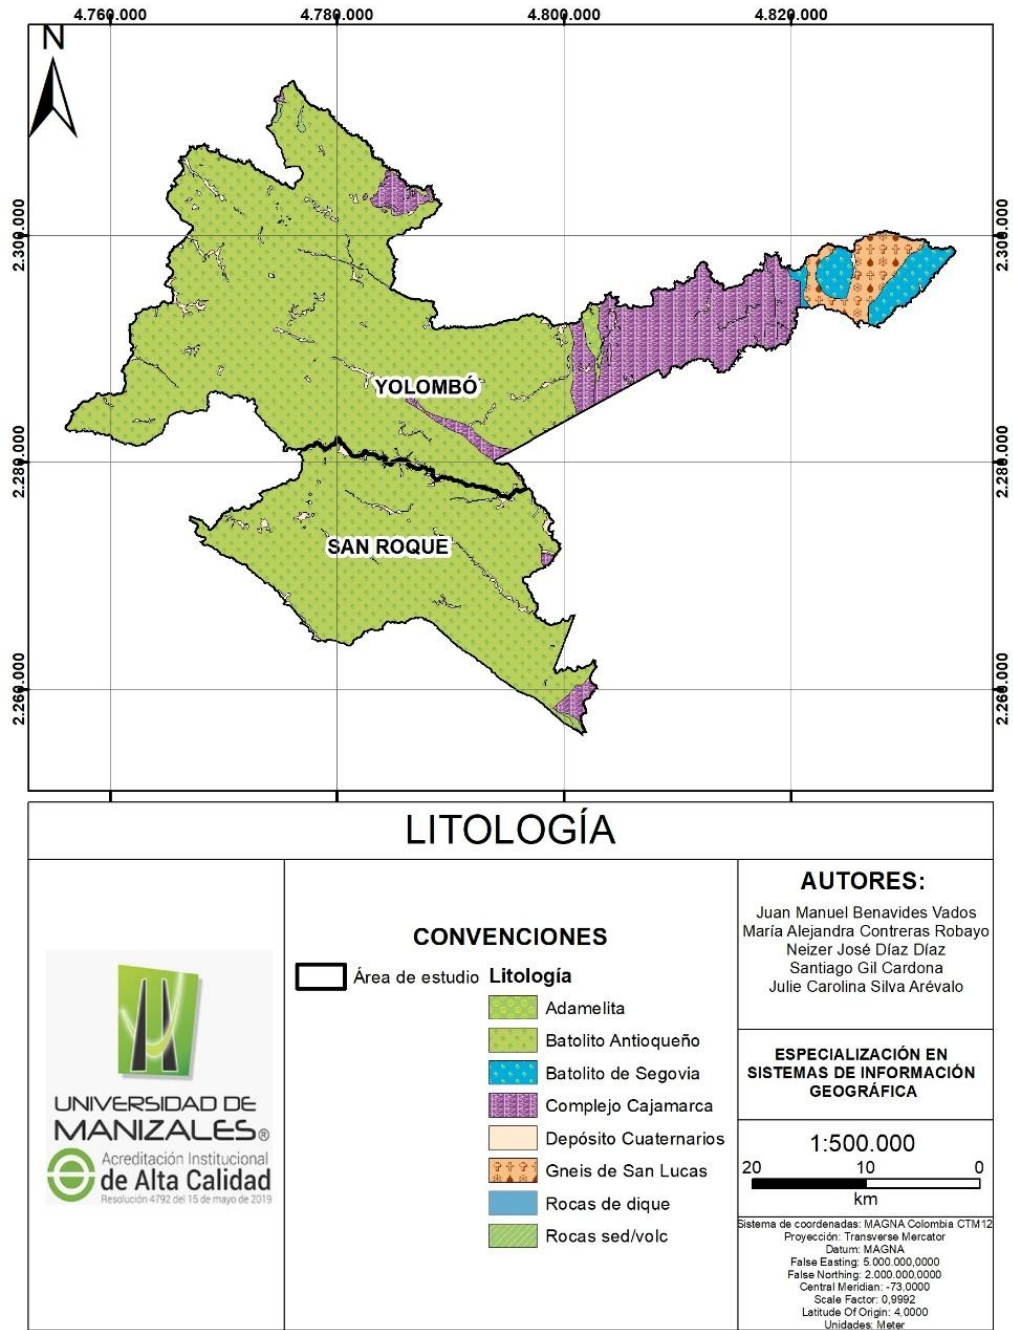 4.760.000 4.780.000 4.800.000 4.820.000
N
2.300.000 2.300.000
YOLOMBÓ
2.280.000 2.280.000
SAN ROQUE
2.260.000 2.260.000
LITOLOGÍA
UNIVERSIDAD DE
MANIZALES®
Acreditación Institucional
de Alta Calidad
Resolución 4792 del 15 de mayo de 2019
CONVENCIONES
Área de estudio
Litología
Adamelita
Batolito Antioqueño
Batolito de Segovia
Complejo Cajamarca
Depósito Cuaternarios
Gneis de San Lucas
Rocas de dique
Rocas sed/volc
AUTORES:
Juan Manuel Benavides Vados
María Alejandra Contreras Robayo
Neizer José Díaz Díaz
Santiago Gil Cardona
Julie Carolina Silva Arévalo
ESPECIALIZACIÓN EN
SISTEMAS DE INFORMACIÓN
GEOGRÁFICA
1:500.000
20 10 0
km
Sistema de coordenadas: MAGNA Colombia CTM12
Proyección: Transverse Mercator
Datum: MAGNA
False Easting: 5.000.000,0000
False Northing: 2.000.000,0000
Central Meridian: -73,0000
Scale Factor: 0,9992
Latitude Of Origin: 4,0000
Unidades: Meter